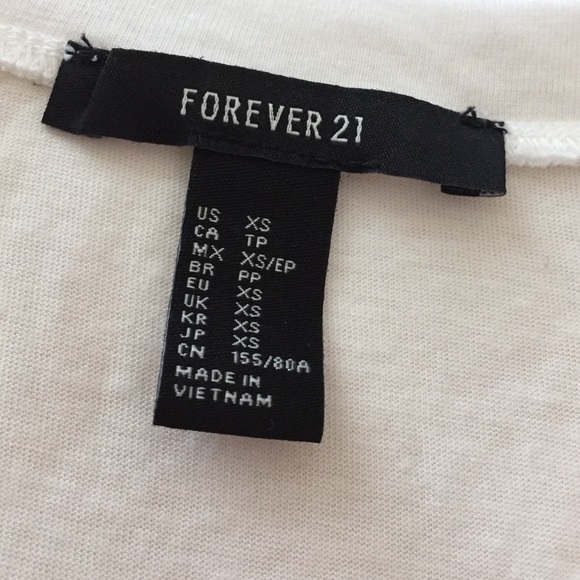 FOREVER 21
US XS
CA TP
MX XS/EP
BR PP
EU XS
UK XS
KR XS
JP XS
CN 155/80A
MADE IN
VIETNAM